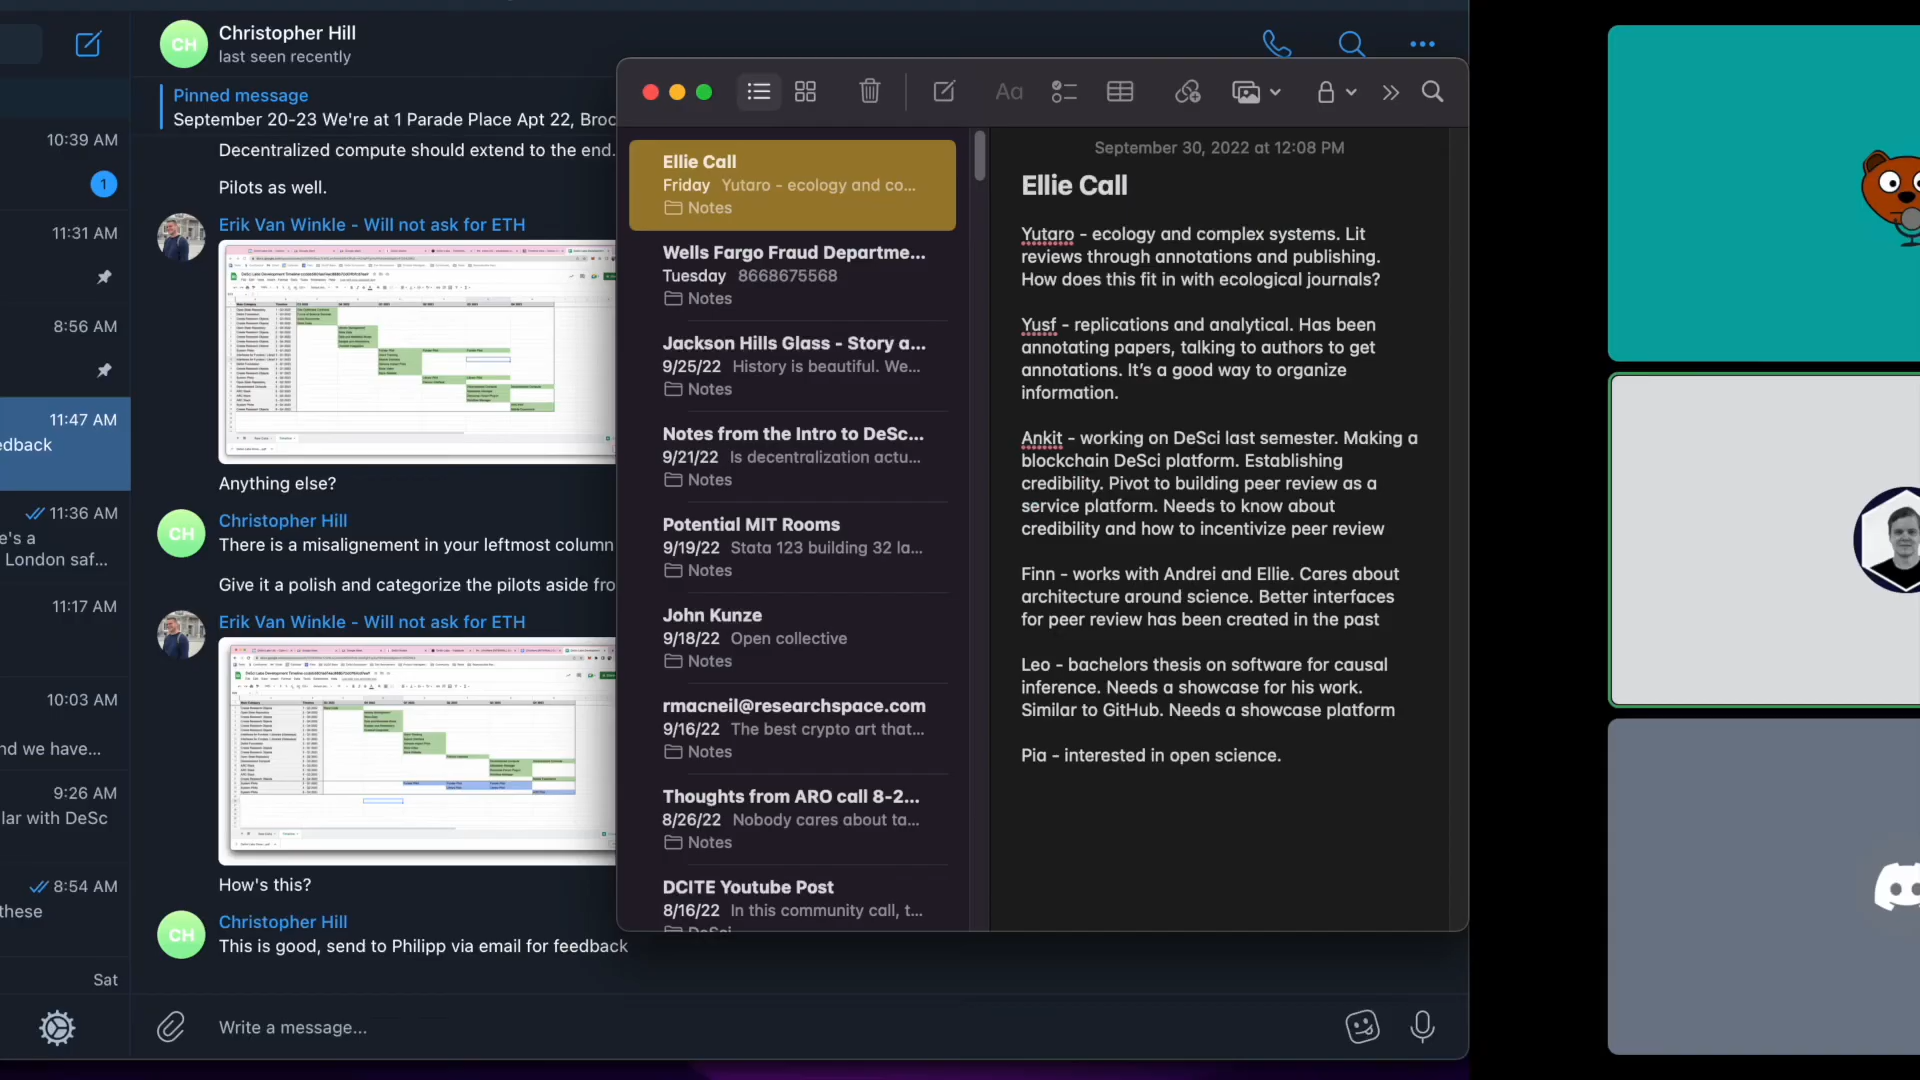 10:39 AM
1
11:31 AM
8:56 AM
11:47 AM
edback
11:36 AM
e's a
London saf...
11:17 AM
10:03 AM
nd we have...
9:26 AM
lar with DeSc
8:54 AM
these
Sat
CH
Christopher Hill
last seen recently
Pinned message
September 20-23 We're at 1 Parade Place Apt 22, Broo
Decentralized compute should extend to the end.
Pilots as well.
Erik Van Winkle - Will not ask for ETH
Anything else?
CH
Christopher Hill
There is a misalignement in your leftmost column
Give it a polish and categorize the pilots aside fro
Erik Van Winkle - Will not ask for ETH
How's this?
CH
Christopher Hill
This is good, send to Philipp via email for feedback
Write a message...
Aa
Ellie Call
Friday Yutaro - ecology and co...
Notes
Wells Fargo Fraud Departme...
Tuesday 8668675568
Notes
Jackson Hills Glass - Story a...
9/25/22 History is beautiful. We...
Notes
Notes from the Intro to DeSc...
9/21/22 Is decentralization actu...
Notes
Potential MIT Rooms
9/19/22 Stata 123 building 32 la...
Notes
John Kunze
9/18/22 Open collective
Notes
rmacneil@researchspace.com
9/16/22 The best crypto art that...
Notes
Thoughts from ARO call 8-2...
8/26/22 Nobody cares about ta...
Notes
DCITE Youtube Post
8/16/22 In this community call, t...
DeSci
September 30, 2022 at 12:08 PM
Ellie Call
Yutaro - ecology and complex systems. Lit
reviews through annotations and publishing.
How does this fit in with ecological journals?
Yusf - replications and analytical. Has been
annotating papers, talking to authors to get
annotations. It's a good way to organize
information.
Ankit - working on DeSci last semester. Making a
blockchain DeSci platform. Establishing
credibility. Pivot to building peer review as a
service platform. Needs to know about
credibility and how to incentivize peer review
Finn - works with Andrei and Ellie. Cares about
architecture around science. Better interfaces
for peer review has been created in the past
Leo - bachelors thesis on software for causal
inference. Needs a showcase for his work.
Similar to GitHub. Needs a showcase platform
Pia - interested in open science.